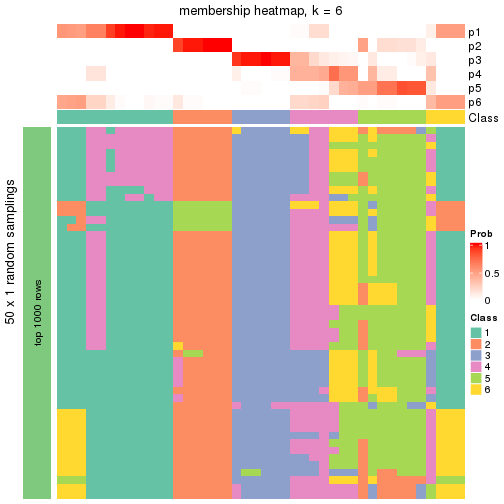 membership heatmap, k = 6
p1
p2
p3
p4
p5
p6
Class
50 x 1 random samplings
top 1000 rows
Prob
1
0.5
0
Class
1
2
3
4
5
6